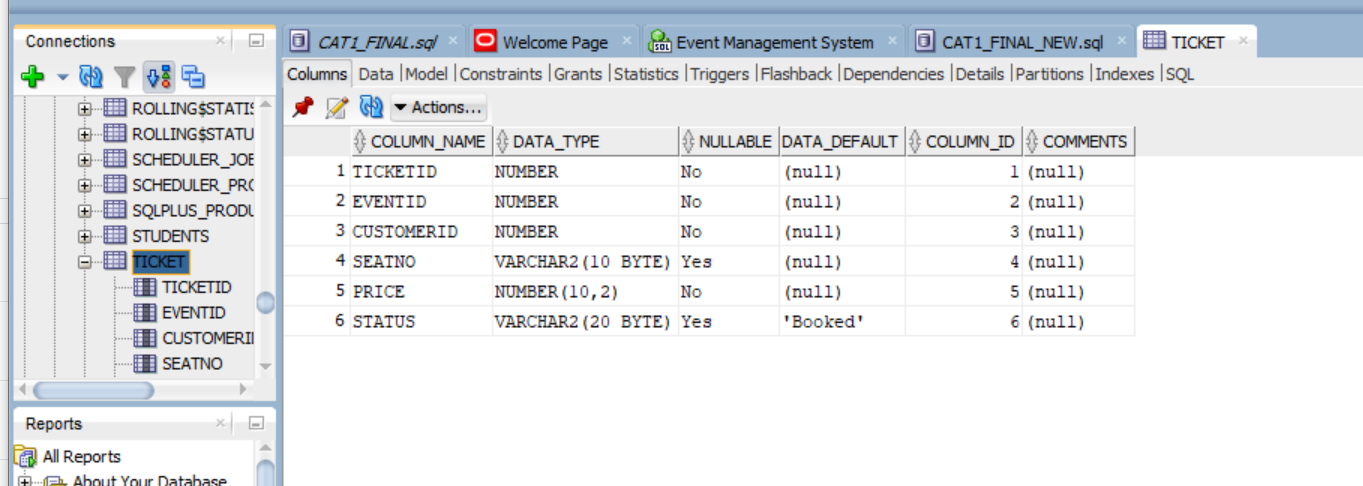 Connections
CAT1_FINAL.sql Welcome Page Event Management System CAT1_FINAL_NEW.sql TICKET
Columns Data Model Constraints Grants Statistics Triggers Flashback Dependencies Details Partitions Indexes SQL
Actions...
COLUMN_NAME DATA_TYPE NULLABLE DATA_DEFAULT COLUMN_ID COMMENTS
1 TICKETID NUMBER No (null) 1 (null)
2 EVENTID NUMBER No (null) 2 (null)
3 CUSTOMERID NUMBER No (null) 3 (null)
4 SEATNO VARCHAR2(10 BYTE) Yes (null) 4 (null)
5 PRICE NUMBER(10,2) No (null) 5 (null)
6 STATUS VARCHAR2(20 BYTE) Yes 'Booked' 6 (null)
ROLLING$STATIS
ROLLING$STATU
SCHEDULER_JOB
SCHEDULER_PRO
SQLPLUS_PRODU
STUDENTS
TICKET
TICKETID
EVENTID
CUSTOMERI
SEATNO
Reports
All Reports
About Your Database